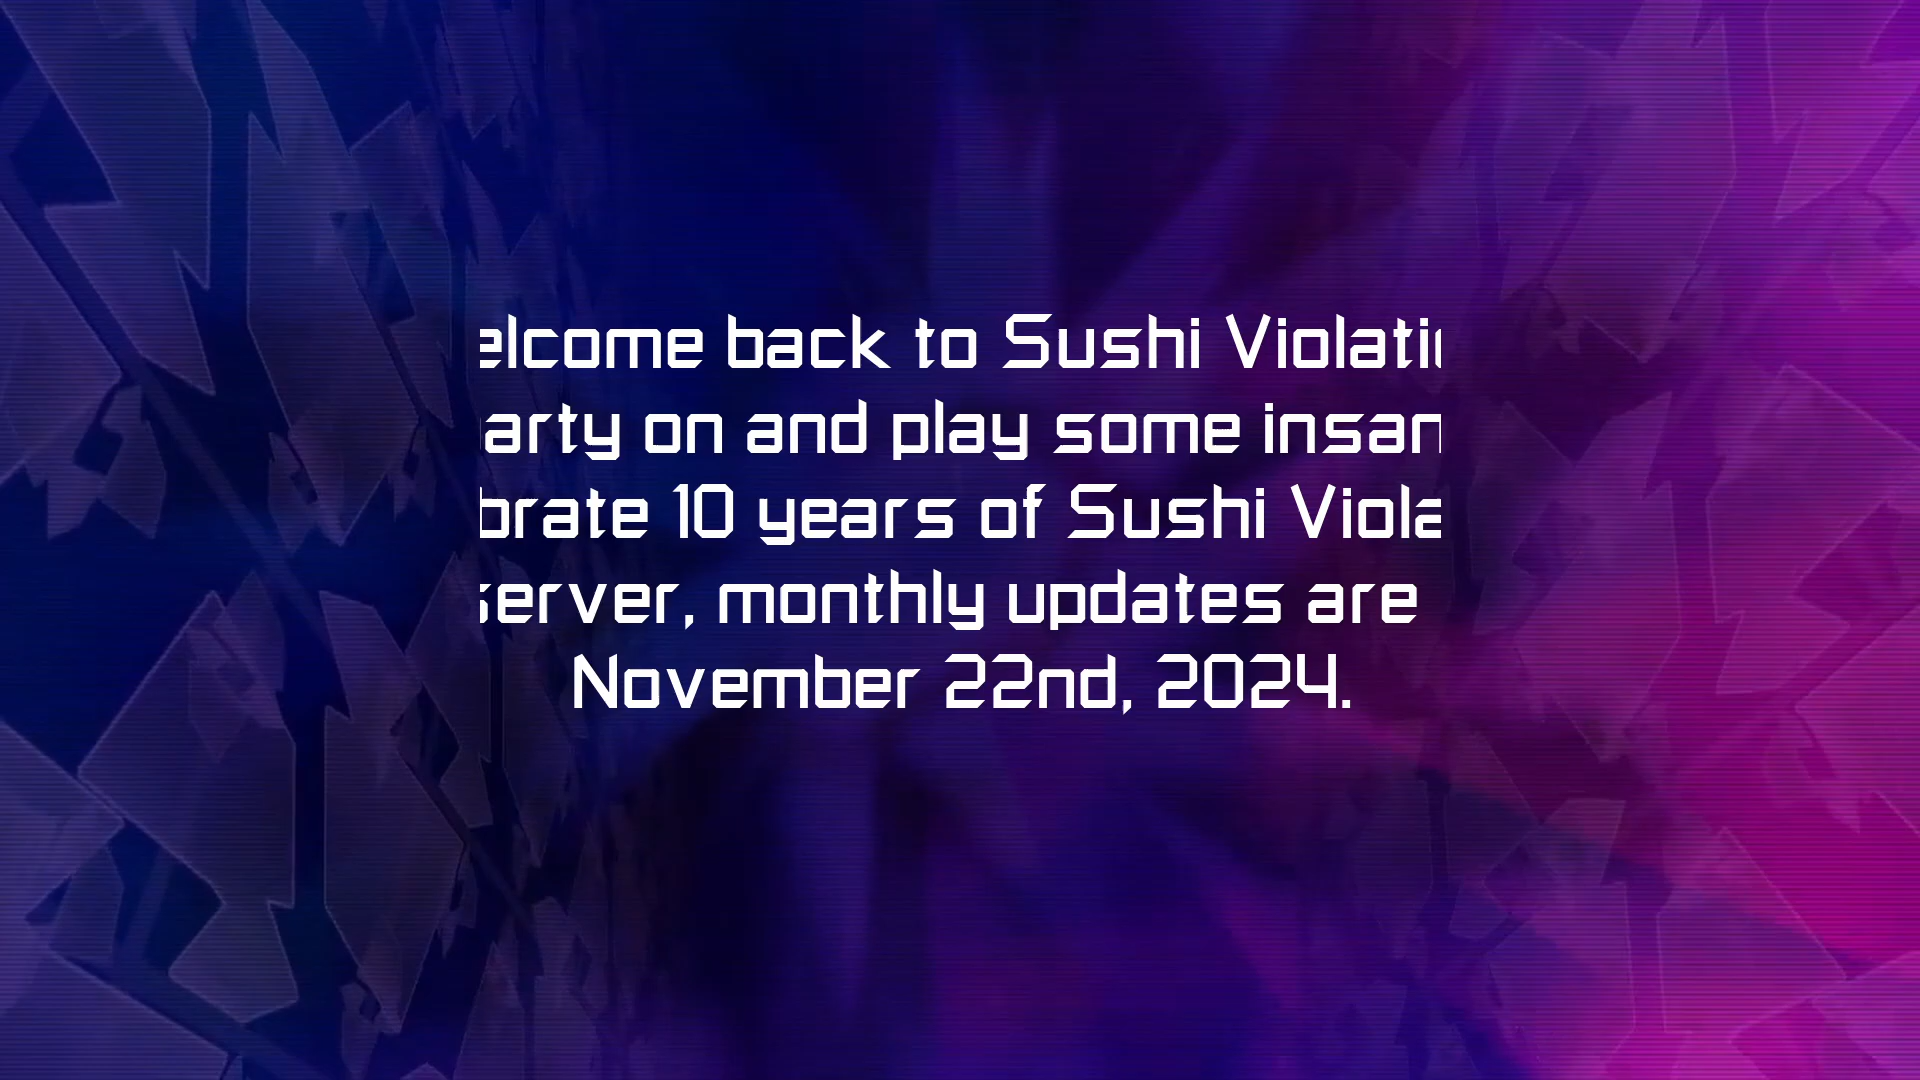 elcome back to Sushi Violati
arty on and play some insan
brate 10 years of Sushi Viola
server, monthly updates are
November 22nd, 2024.